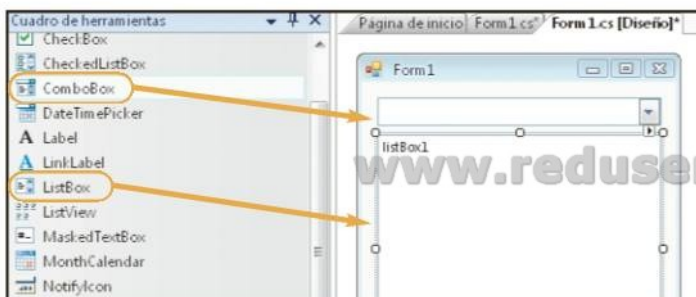 Cuadro de herramientas
CheckBox
CheckedListBox
ComboBox
DateTimePicker
A Label
A LinkLabel
ListBox
ListView
MaskedTextBox
MonthCalendar
NotifyIcon
Página de inicio Form1.cs* Form1.cs [Diseño]*
Form1
listBox1
www.reduser